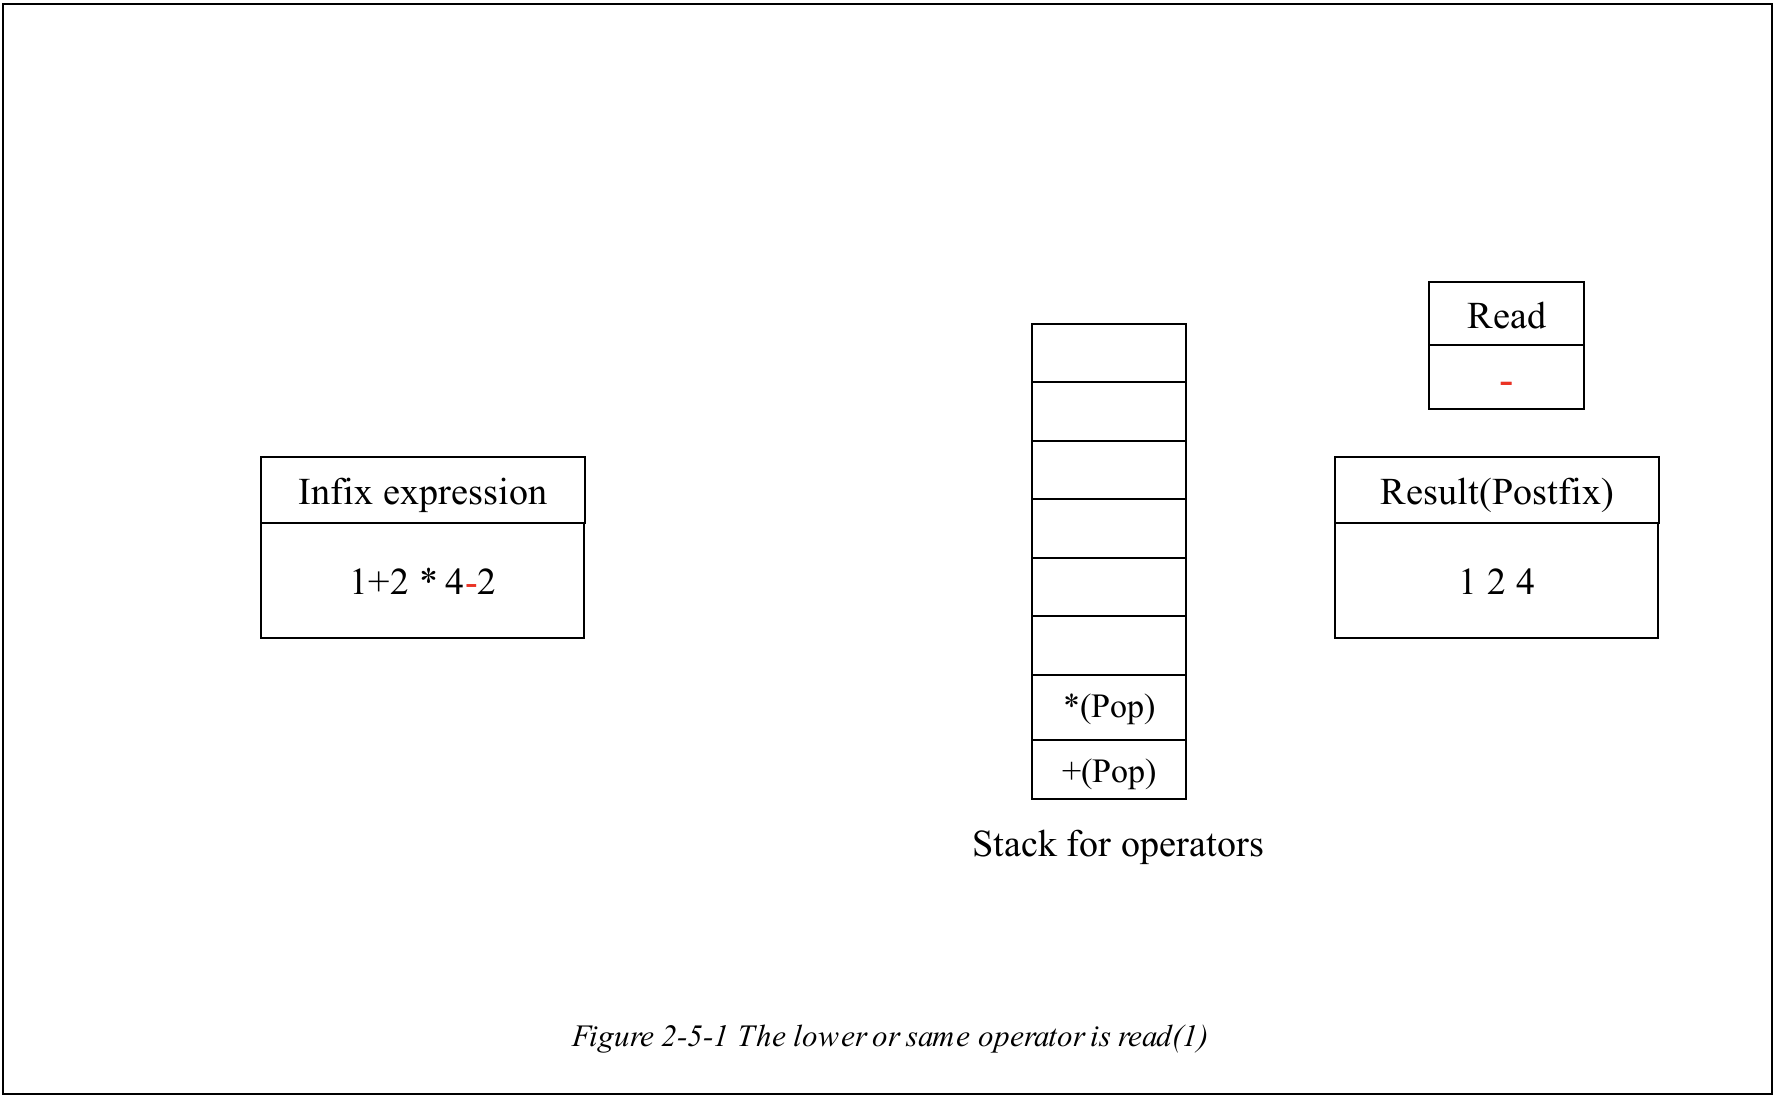 Read
-
Infix expression
1+2 * 4-2
Result(Postfix)
1 2 4
*(Pop)
+(Pop)
Stack for operators
Figure 2-5-1 The lower or same operator is read(1)